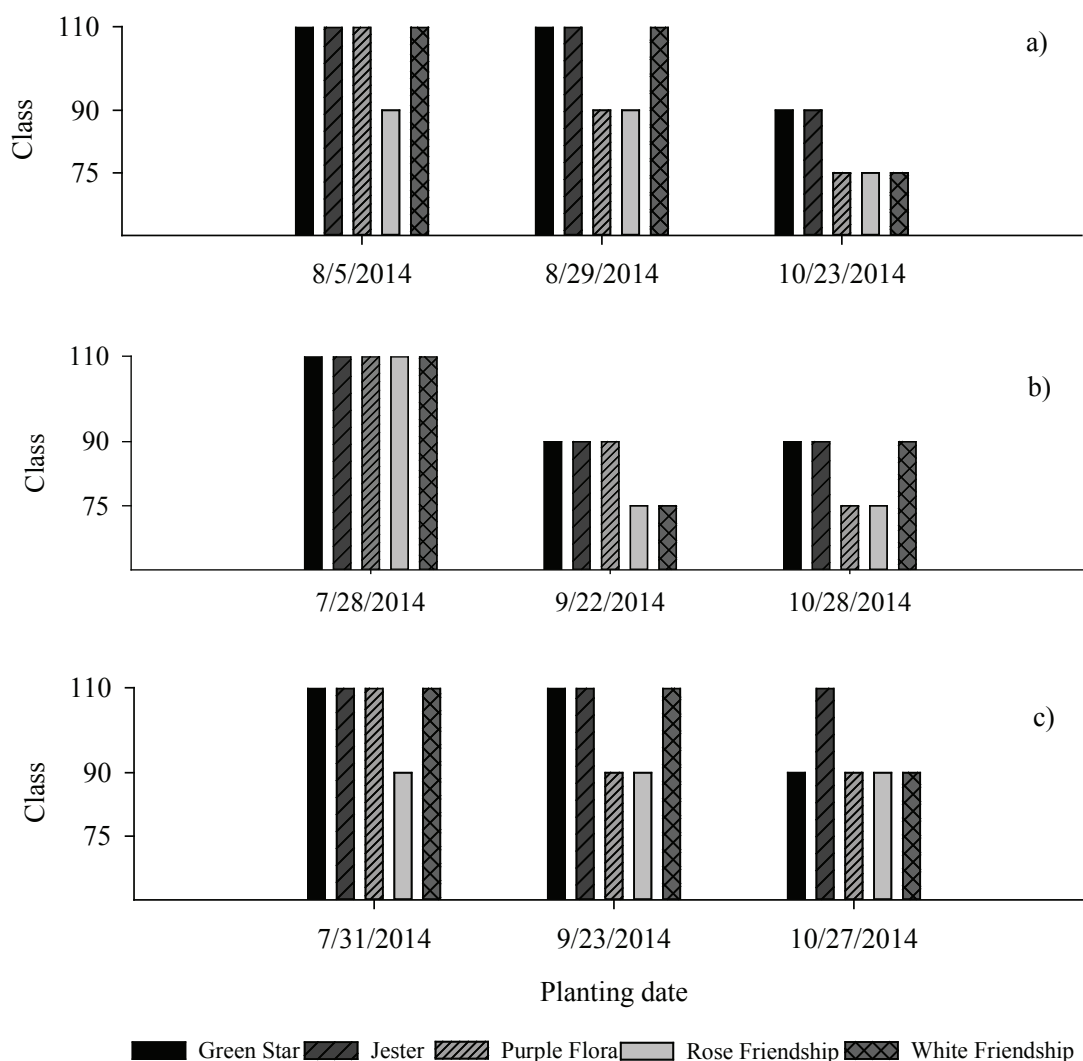 110
a)
90
Class
75
8/5/2014 8/29/2014 10/23/2014
110
b)
90
Class
75
7/28/2014 9/22/2014 10/28/2014
110
c)
90
Class
75
7/31/2014 9/23/2014 10/27/2014
Planting date
Green Star Jester Purple Flora Rose Friendship White Friendship